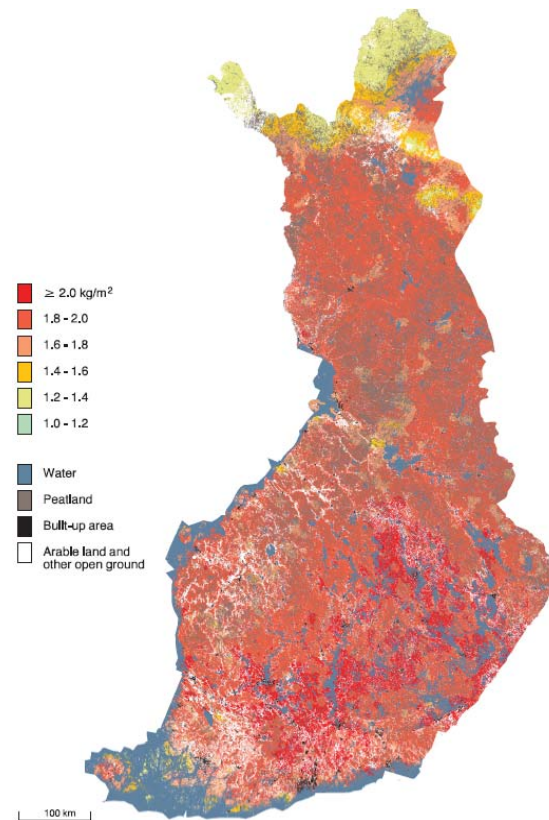 ≥ 2.0 kg/m²
1.8 - 2.0
1.6 - 1.8
1.4 - 1.6
1.2 - 1.4
1.0 - 1.2
Water
Peatland
Built-up area
Arable land and
other open ground
100 km